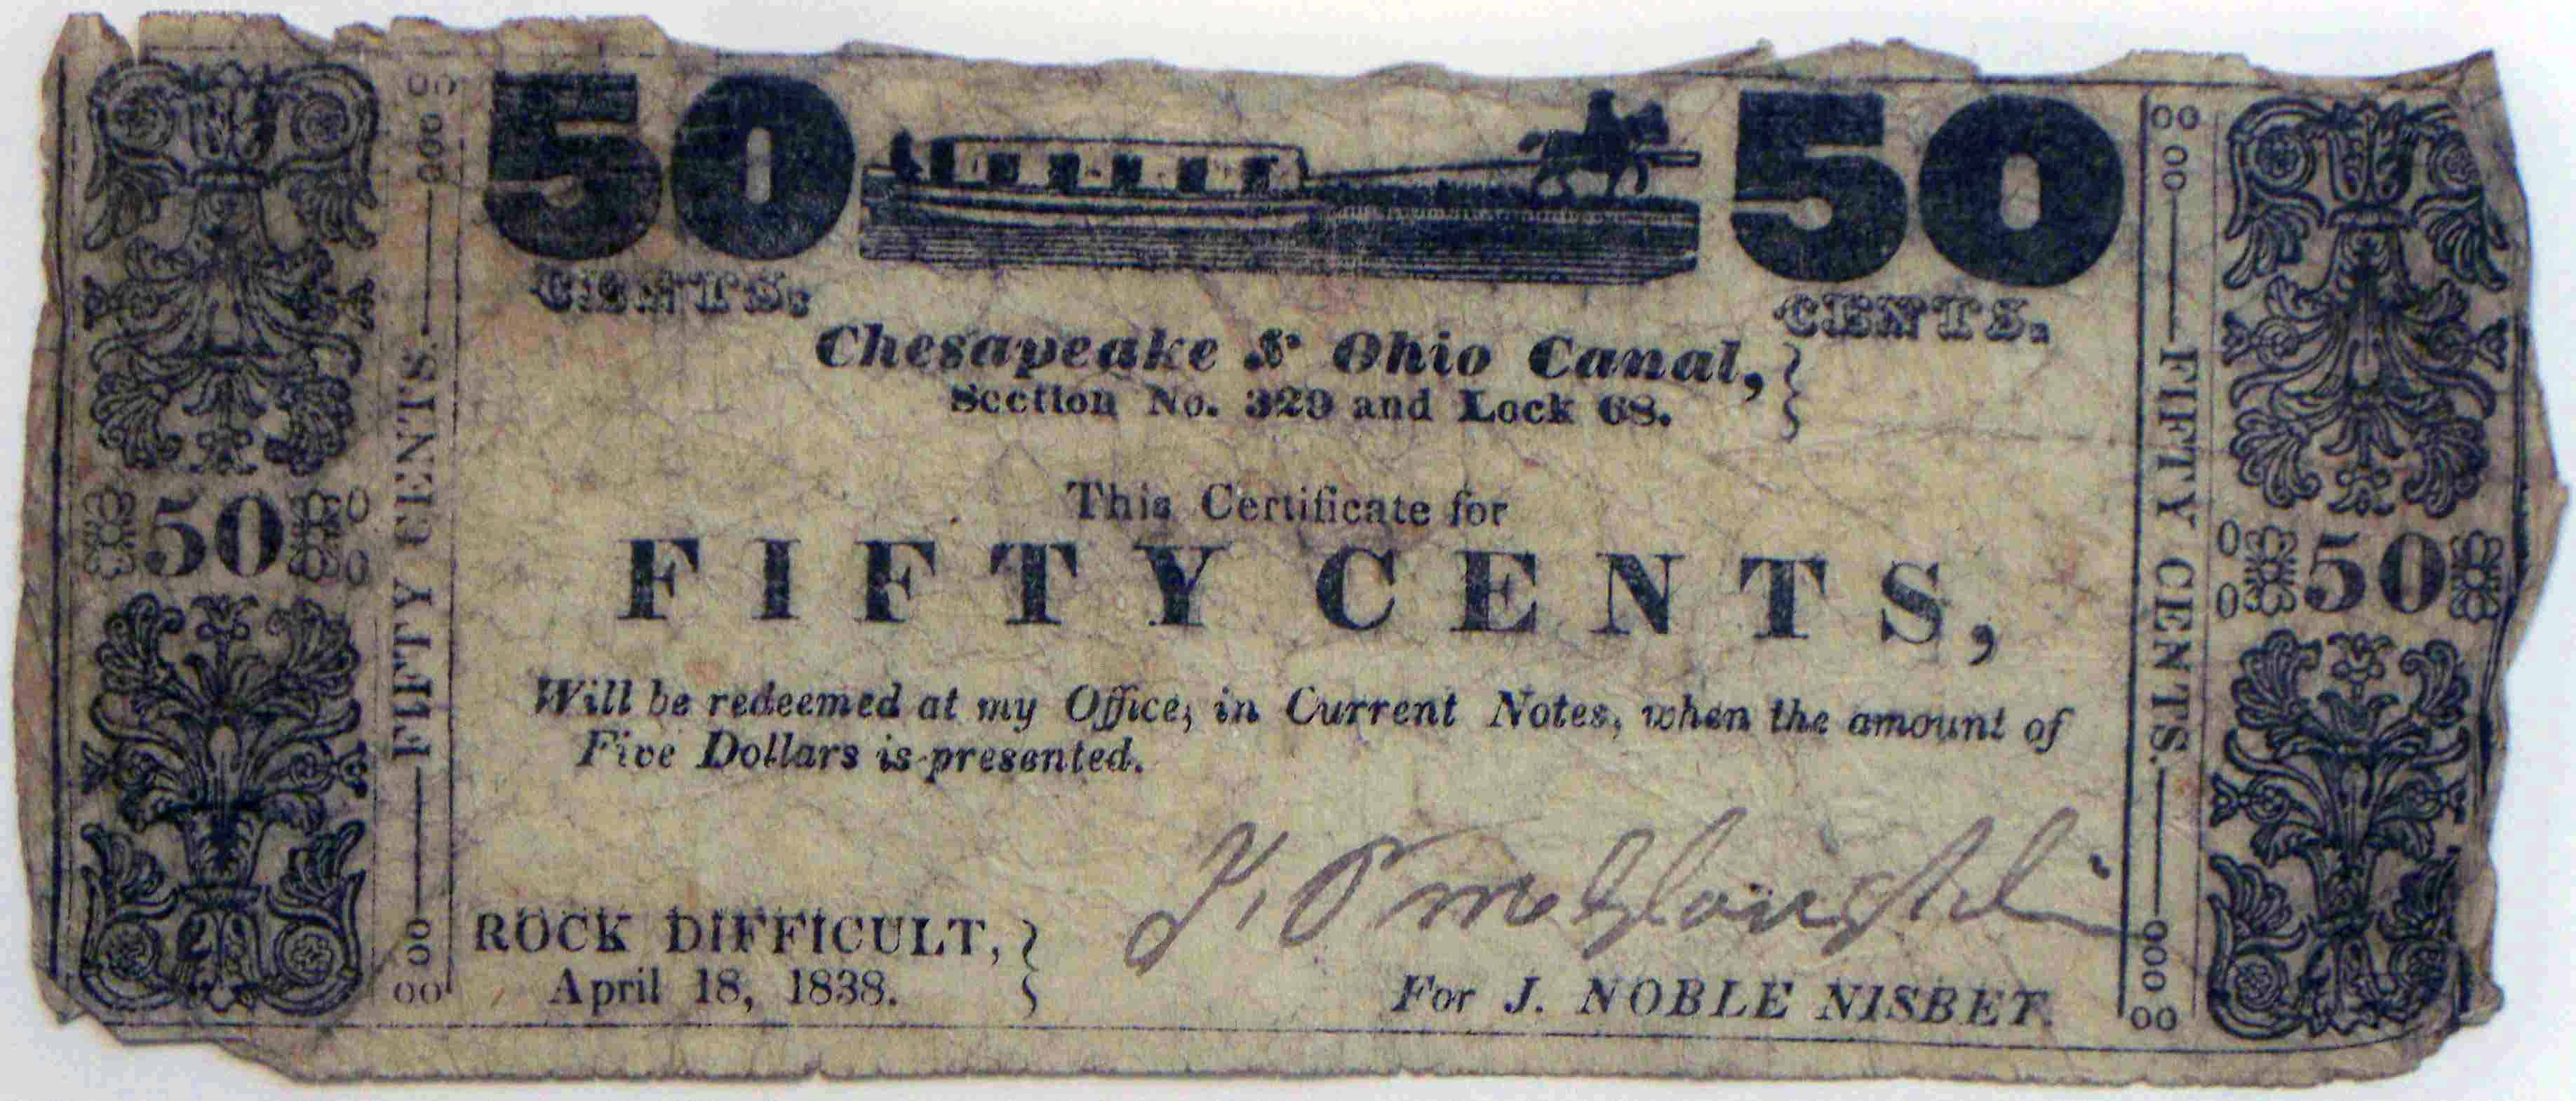 50 50
CENTS. CENTS.
Chesapeake & Ohio Canal,
Section No. 329 and Lock 68.
This Certificate for
FIFTY CENTS,
Will be redeemed at my Office, in Current Notes, when the amount of
Five Dollars is presented.
ROCK DIFFICULT,
April 18, 1838.
For J. NOBLE NISBET.
FIFTY CENTS.
50
FIFTY CENTS.
50